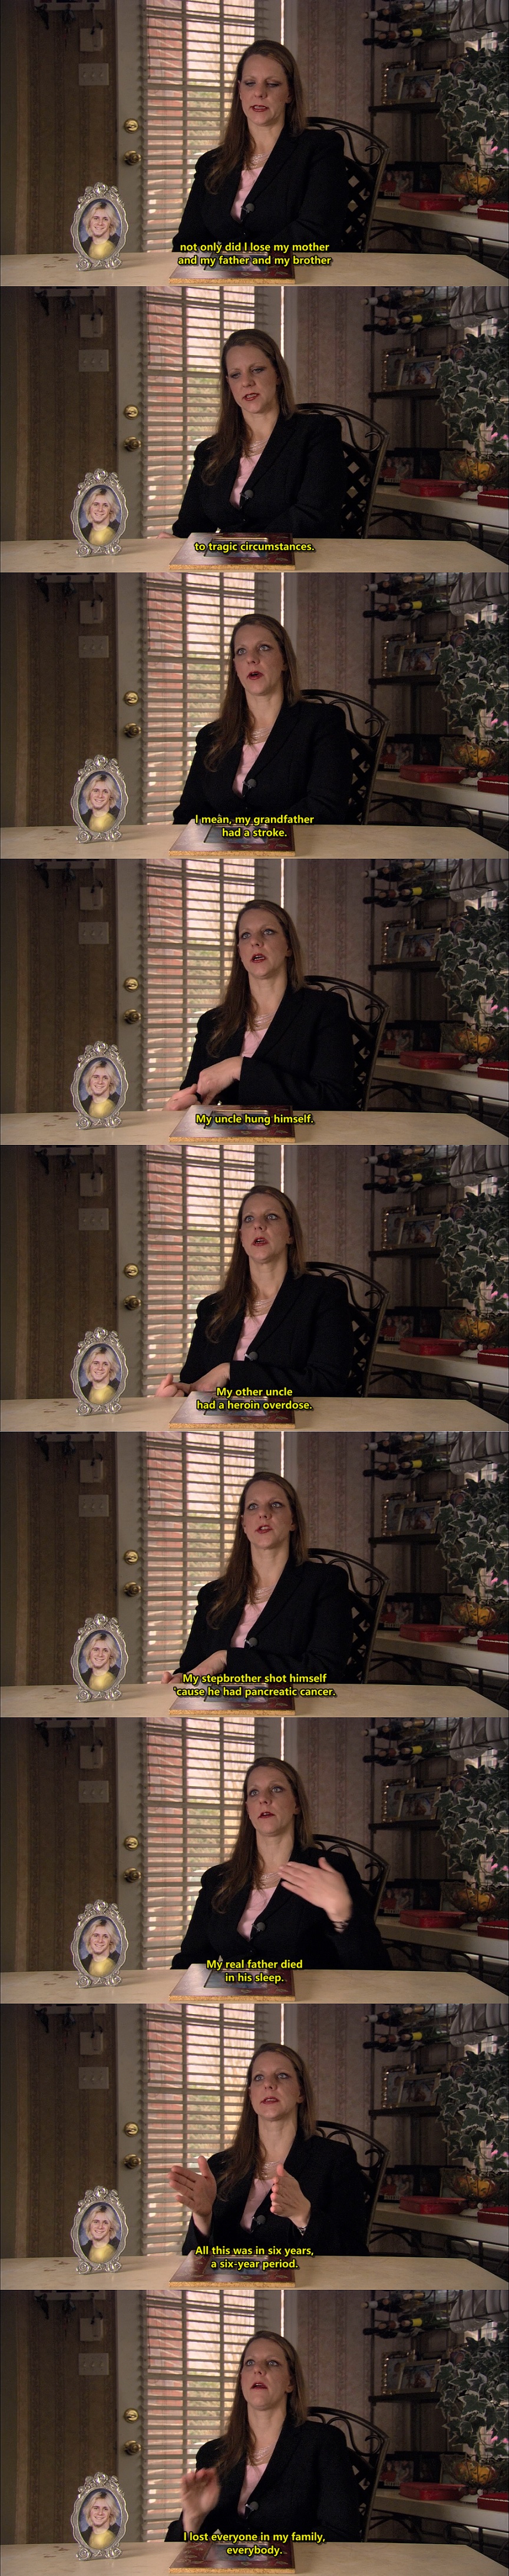 not only did I lose my mother
and my father and my brother
to tragic circumstances.
I mean, my grandfather
had a stroke.
My uncle hung himself.
My other uncle
had a heroin overdose.
My stepbrother shot himself
'cause he had pancreatic cancer.
My real father died
in his sleep.
All this was in six years,
a six-year period.
I lost everyone in my family,
everybody.